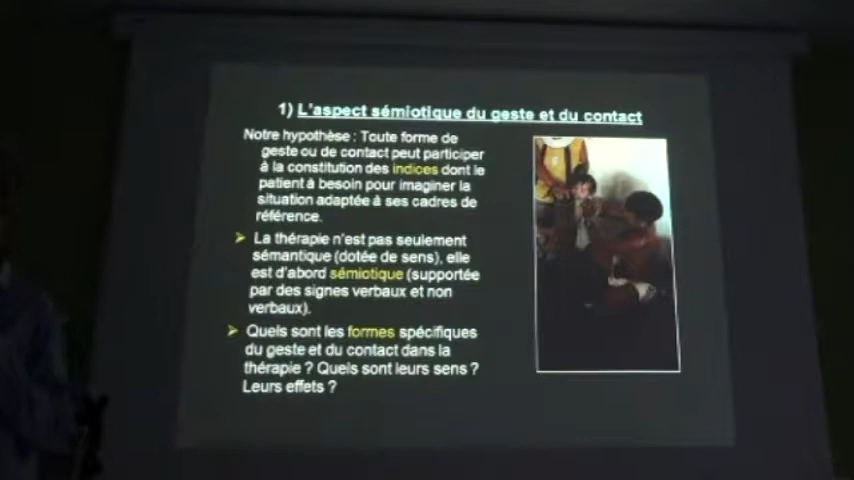 1) L'aspect sémiotique du geste et du contact
Notre hypothèse : Toute forme de
geste ou de contact peut participer
à la constitution des indices dont le
patient à besoin pour imaginer la
situation adaptée à ses cadres de
référence.
➤ La thérapie n'est pas seulement
sémantique (dotée de sens), elle
est d'abord sémiotique (supportée
par des signes verbaux et non
verbaux).
➤ Quels sont les formes spécifiques
du geste et du contact dans la
thérapie ? Quels sont leurs sens ?
Leurs effets ?